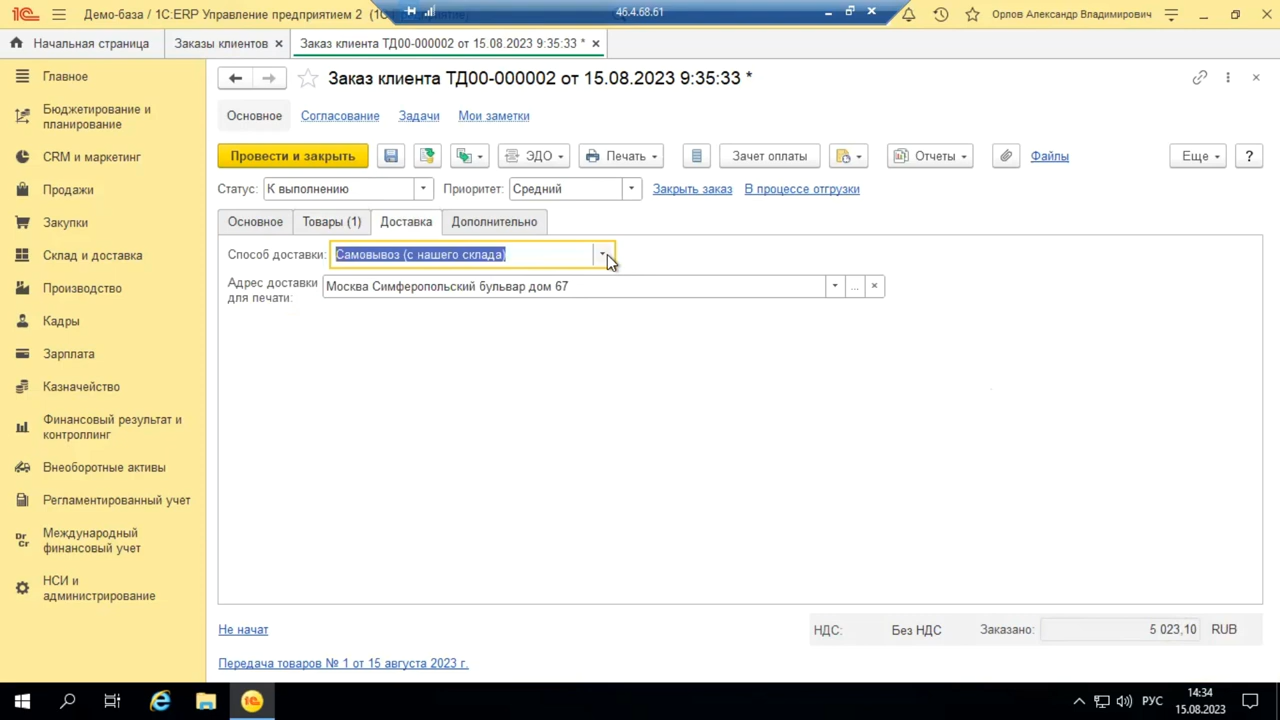 Демо-база / 1С:ERP Управление предприятием 2 (1С:
46.4.68.61
Орлов Александр Владимирович
Начальная страница
Заказы клиентов ×
Заказ клиента ТД00-000002 от 15.08.2023 9:35:33 * ×
Главное
Бюджетирование и
планирование
CRM и маркетинг
Продажи
Закупки
Склад и доставка
Производство
Кадры
Зарплата
Казначейство
Финансовый результат и
контроллинг
Внеоборотные активы
Регламентированный учет
Dr
Cr
Международный
финансовый учет
НСИ и
администрирование
Заказ клиента ТД00-000002 от 15.08.2023 9:35:33 *
Основное Согласование Задачи Мои заметки
Провести и закрыть ЭДО Печать Зачет оплаты Отчеты Файлы Еще ?
Статус: К выполнению Приоритет: Средний Закрыть заказ В процессе отгрузки
Основное Товары (1) Доставка Дополнительно
Способ доставки: Самовывоз (с нашего склада)
Адрес доставки
для печати:
Москва Симферопольский бульвар дом 67 ... ×
Не начат
НДС: Без НДС Заказано: 5 023,10 RUB
Передача товаров № 1 от 15 августа 2023 г.
РУС
14:34
15.08.2023